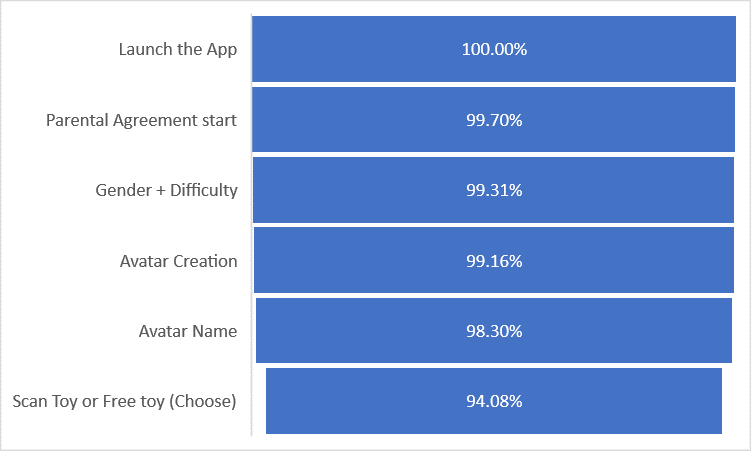 Launch the App 100.00%
Parental Agreement start 99.70%
Gender + Difficulty 99.31%
Avatar Creation 99.16%
Avatar Name 98.30%
Scan Toy or Free toy (Choose) 94.08%